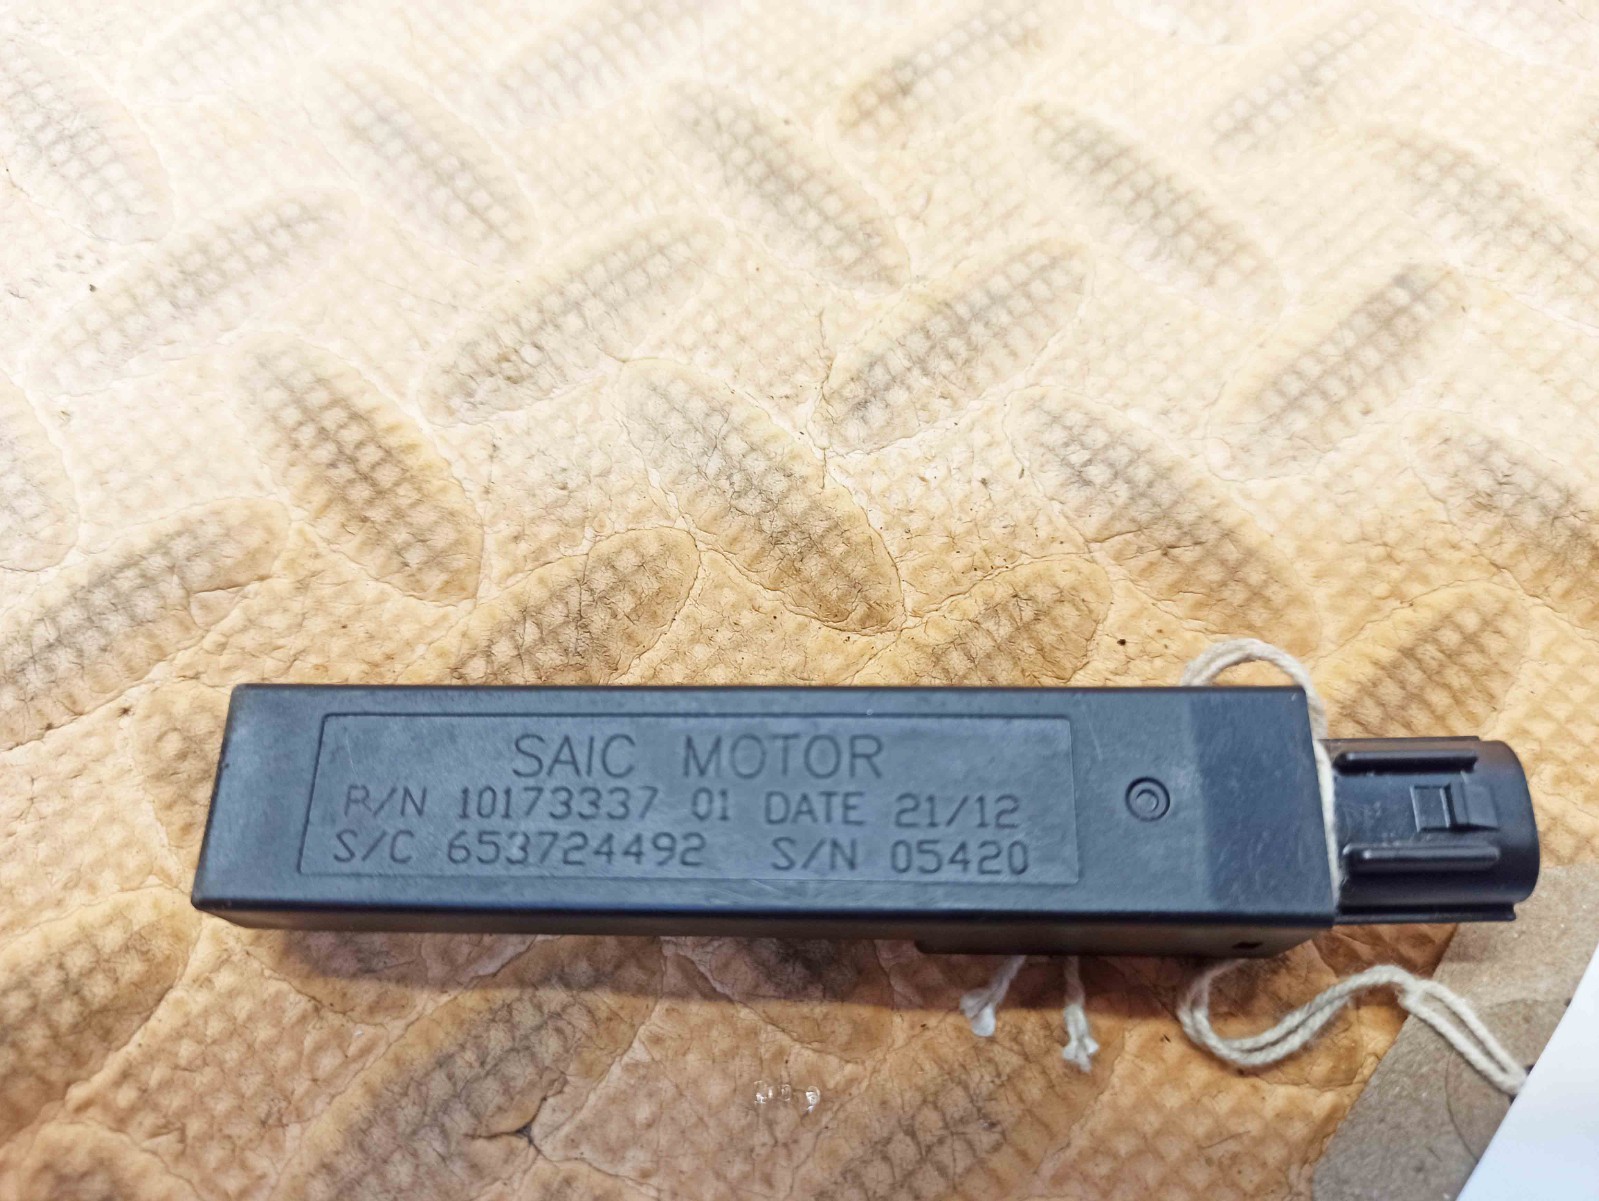 SAIC MOTOR
P/N 10173337 01 DATE 21/12
S/C 653724492 S/N 05420